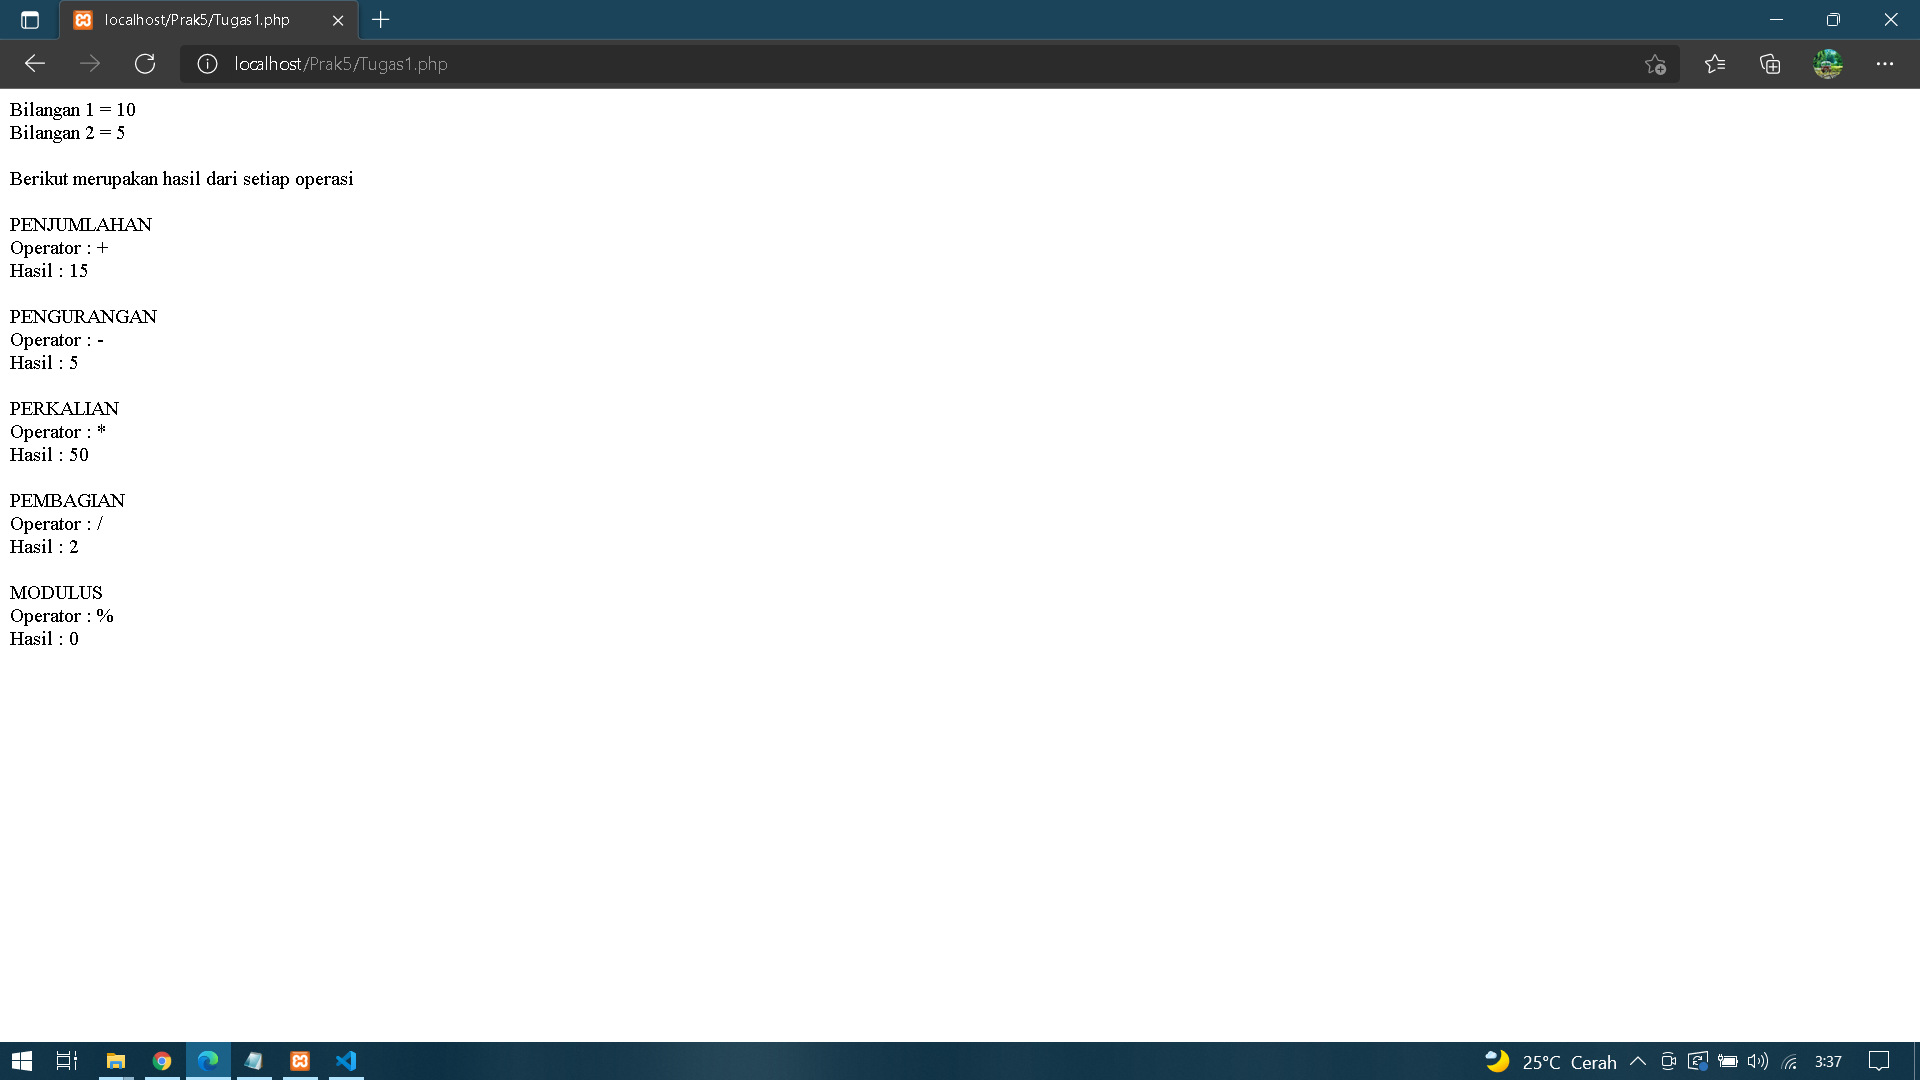 localhost/Prak5/Tugas1.php
localhost/Prak5/Tugas1.php
Bilangan 1 = 10
Bilangan 2 = 5
Berikut merupakan hasil dari setiap operasi
PENJUMLAHAN
Operator : +
Hasil : 15
PENGURANGAN
Operator : -
Hasil : 5
PERKALIAN
Operator : *
Hasil : 50
PEMBAGIAN
Operator : /
Hasil : 2
MODULUS
Operator : %
Hasil : 0
25°C Cerah 3:37